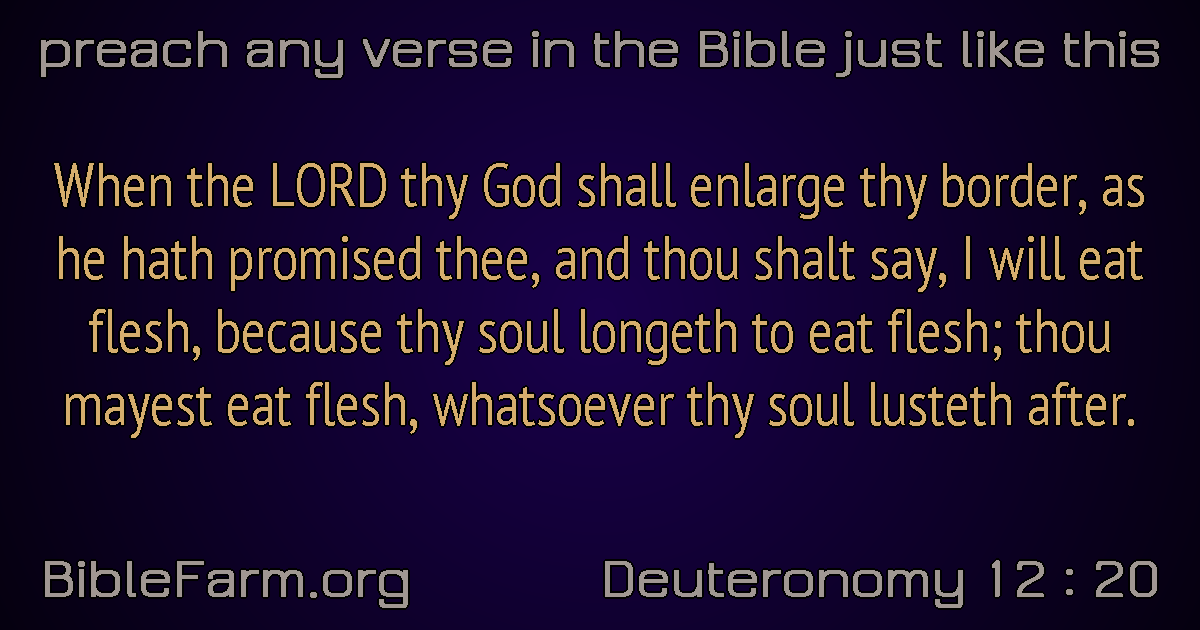 preach any verse in the Bible just like this
When the LORD thy God shall enlarge thy border, as
he hath promised thee, and thou shalt say, I will eat
flesh, because thy soul longeth to eat flesh; thou
mayest eat flesh, whatsoever thy soul lusteth after.
BibleFarm.org
Deuteronomy 12 : 20